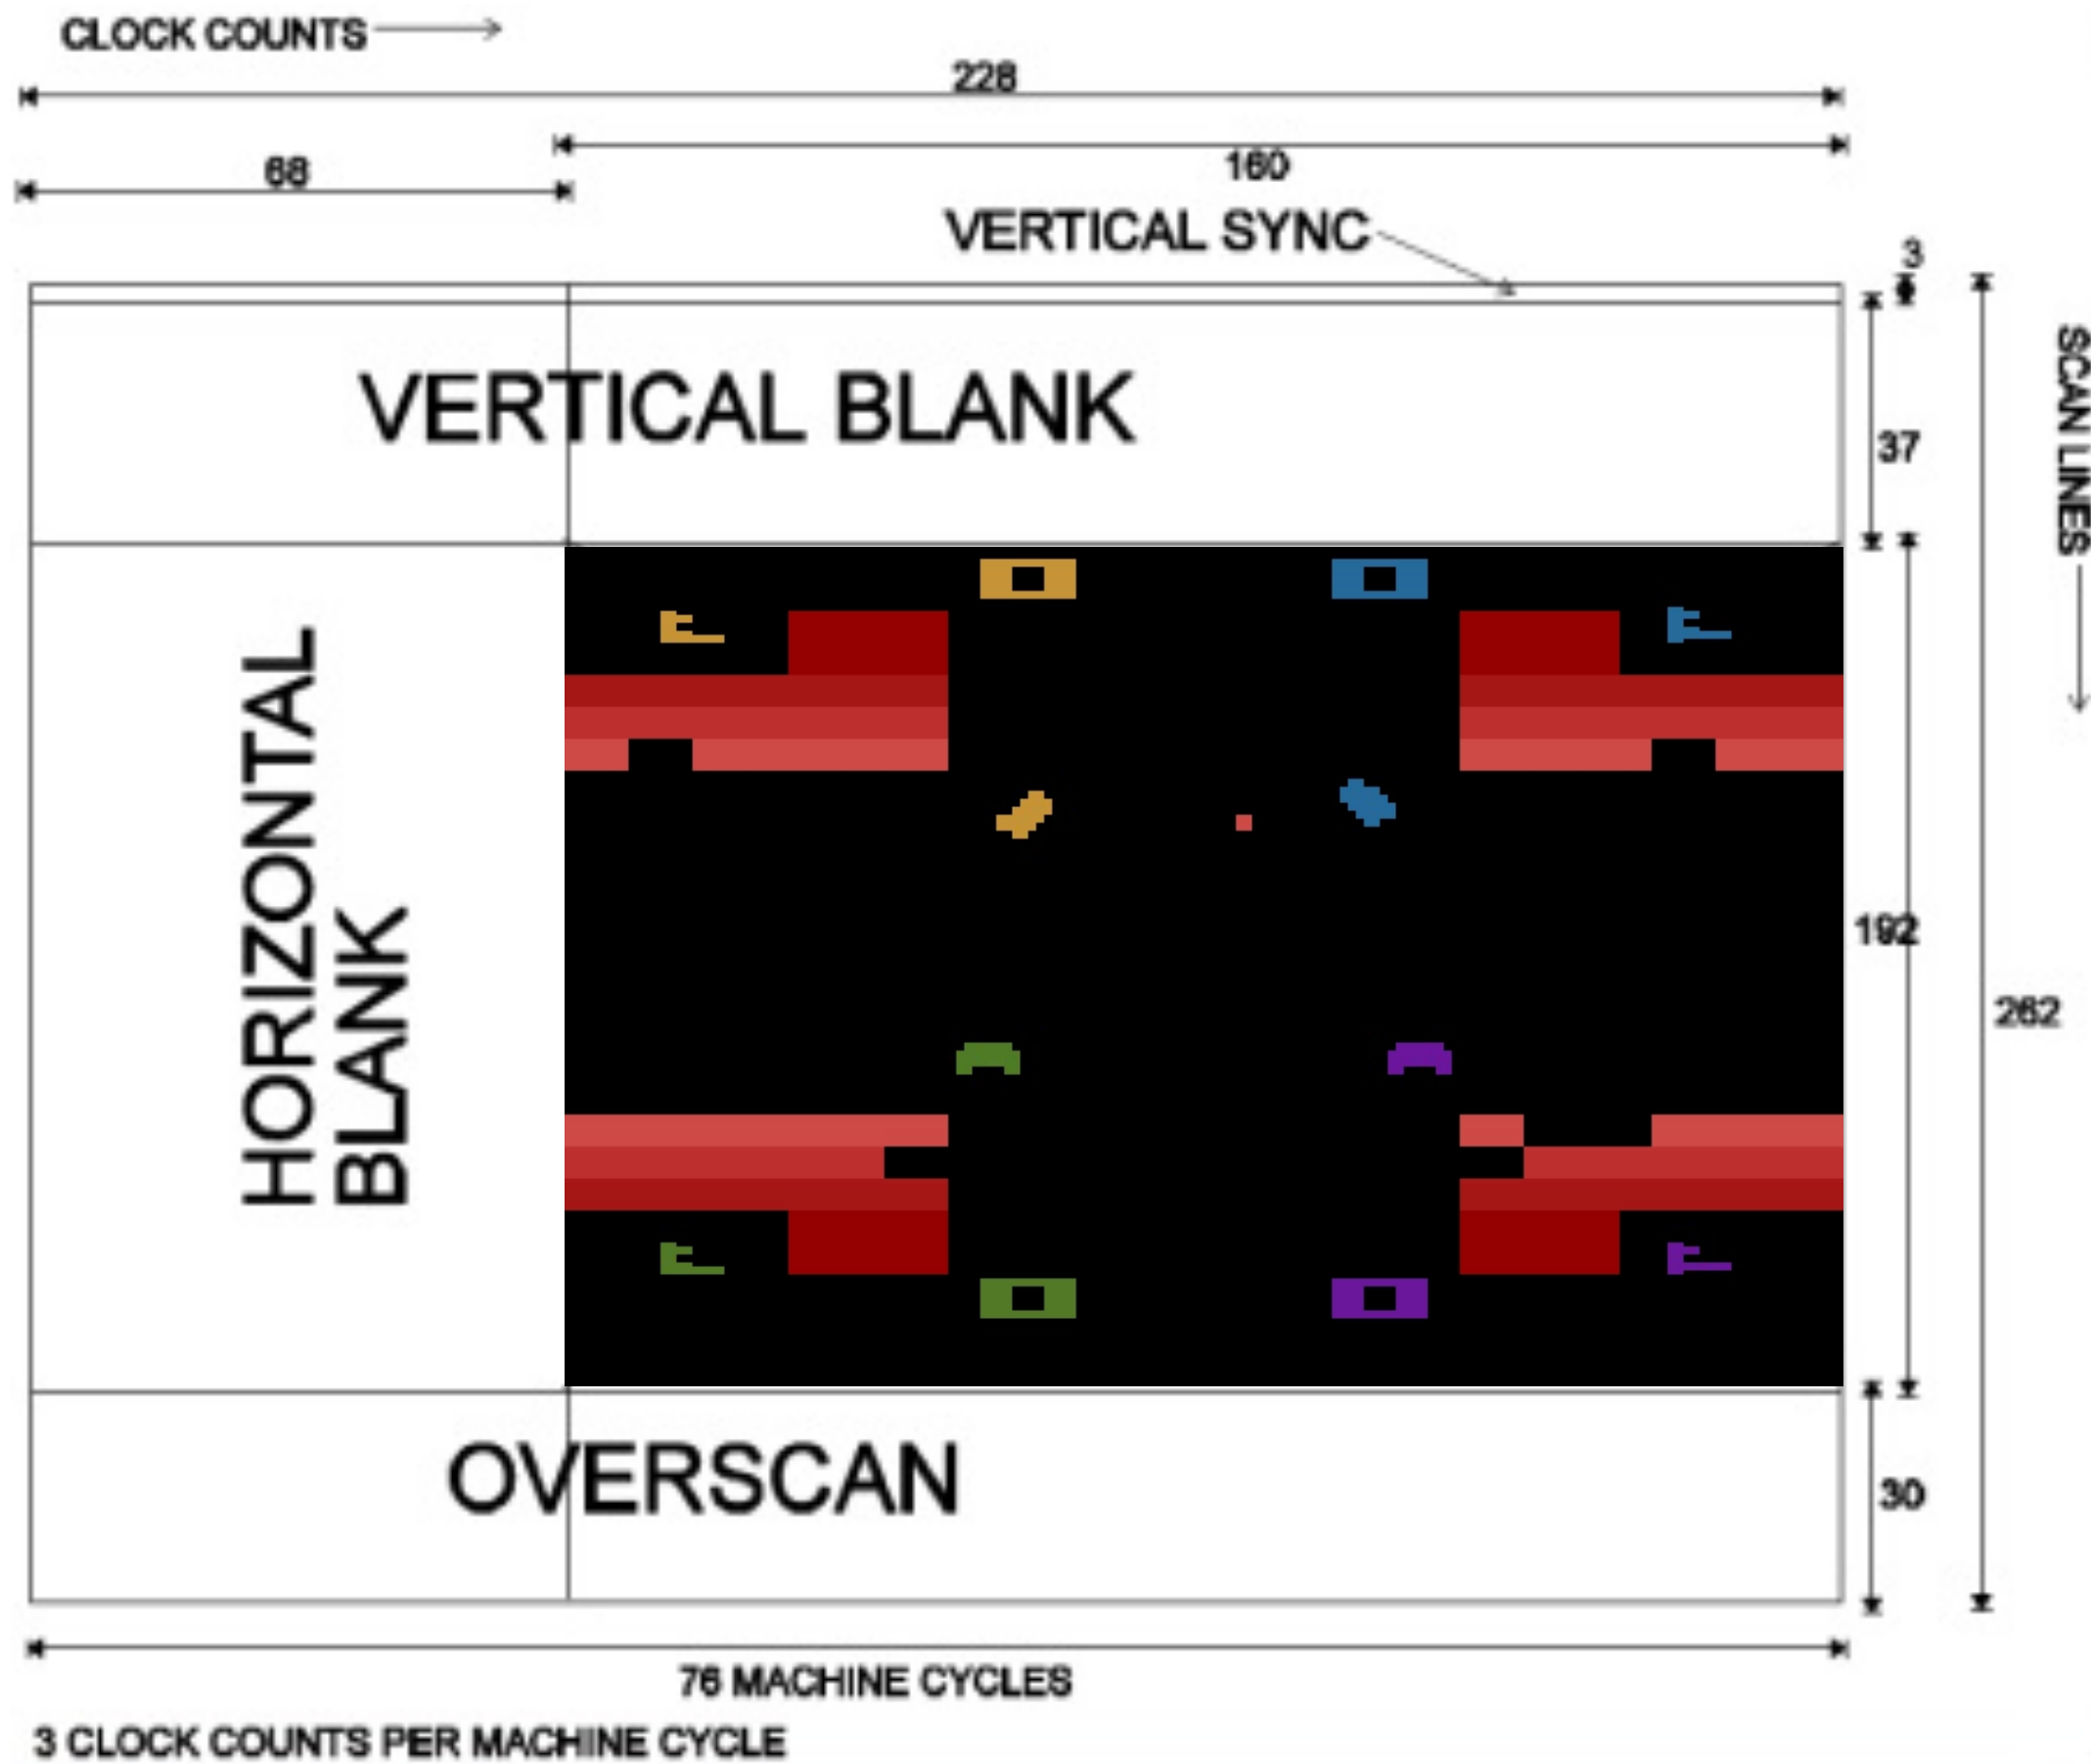 CLOCK COUNTS
228
160
68
VERTICAL SYNC
3
SCAN LINES
VERTICAL BLANK
37
HORIZONTAL
BLANK
192
262
OVERSCAN
30
76 MACHINE CYCLES
3 CLOCK COUNTS PER MACHINE CYCLE